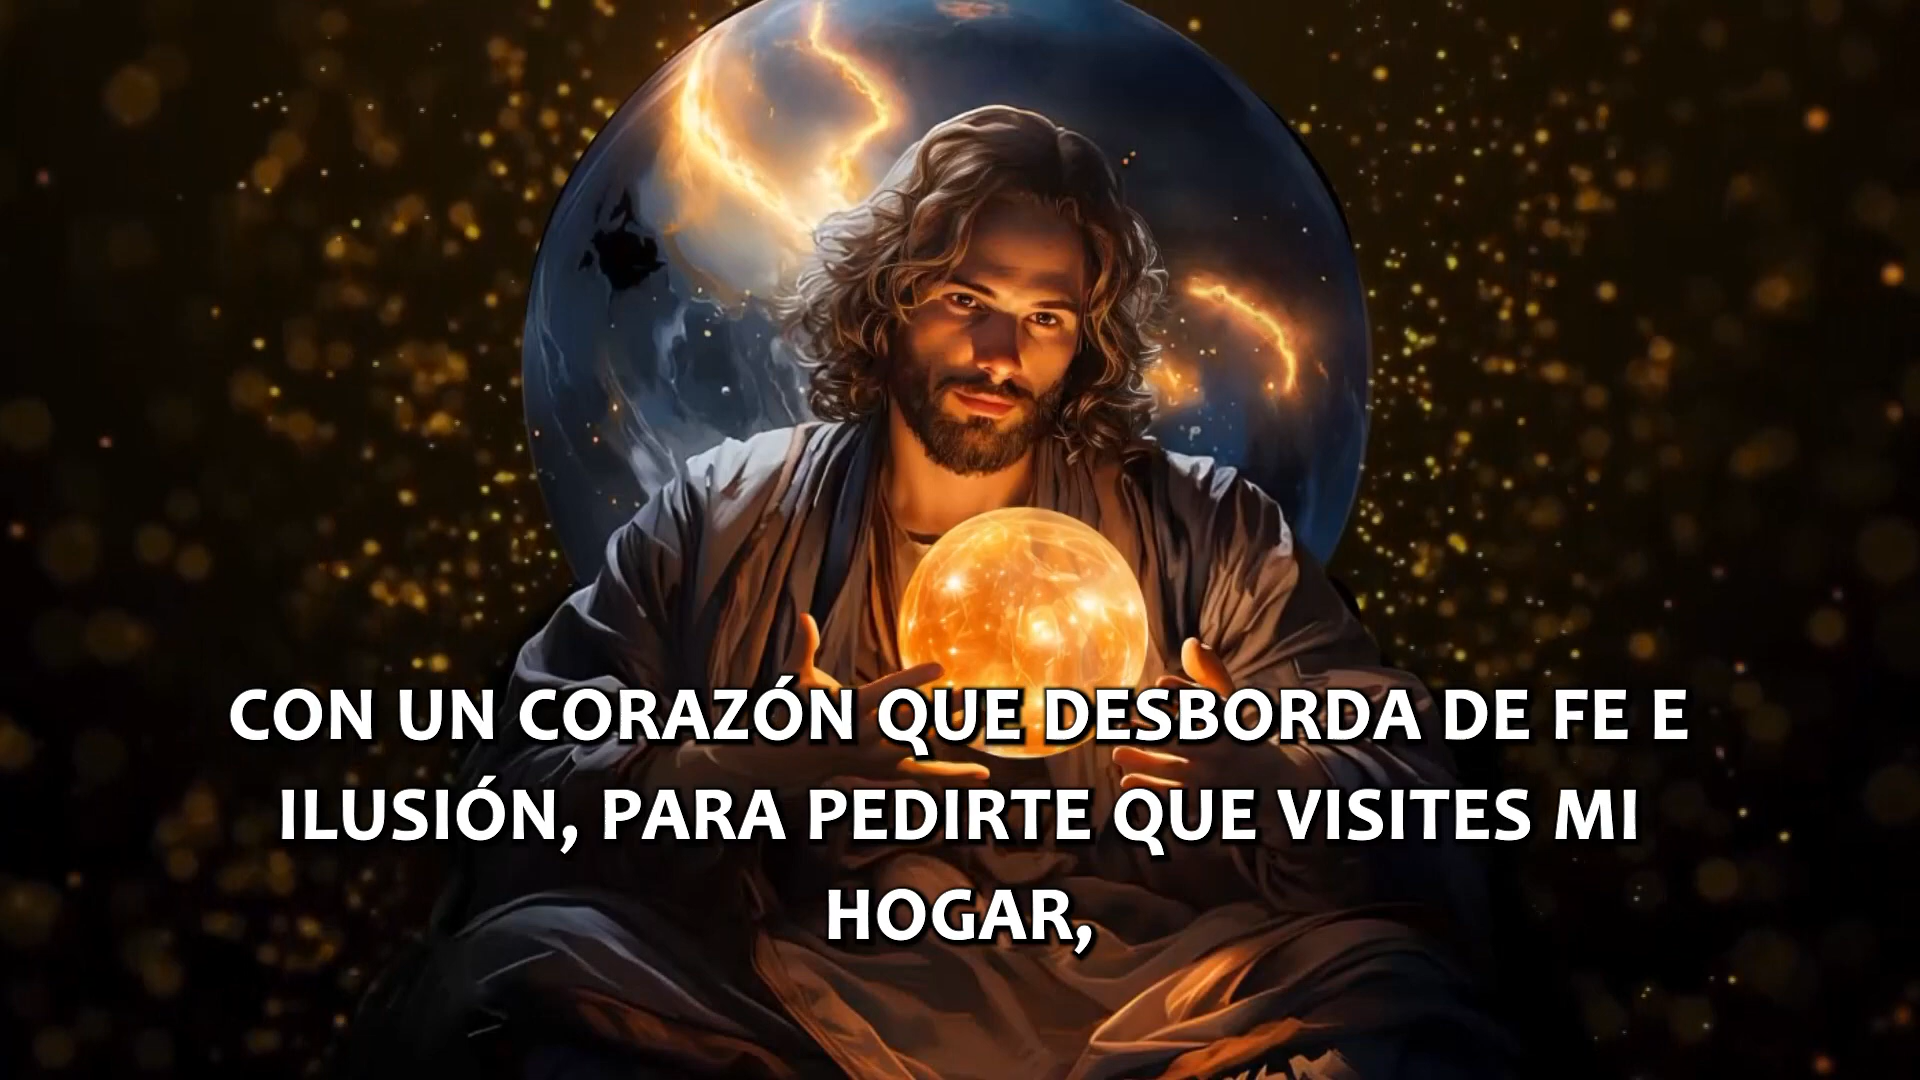 CON UN CORAZÓN QUE DESBORDA DE FE E
ILUSIÓN, PARA PEDIRTE QUE VISITES MI
HOGAR,